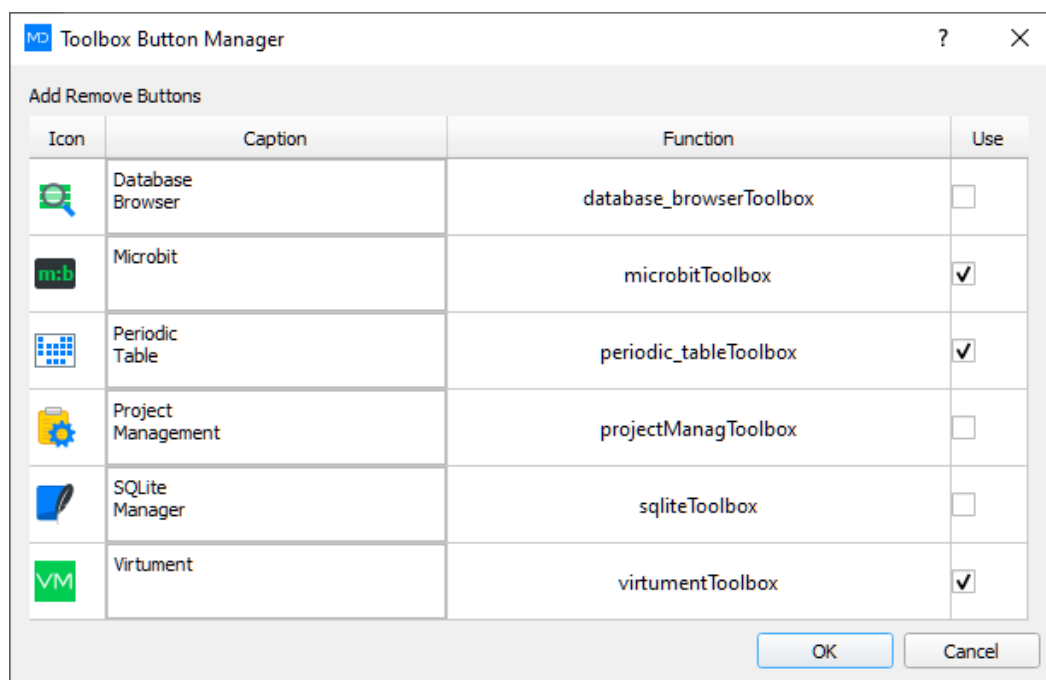 MD Toolbox Button Manager ?
Add Remove Buttons
Icon Caption Function Use
Database
Browser
database_browserToolbox
m:b
Microbit
microbitToolbox
Periodic
Table
periodic_tableToolbox
Project
Management
projectManagToolbox
SQLite
Manager
sqliteToolbox
VM
Virtument
virtumentToolbox
OK Cancel